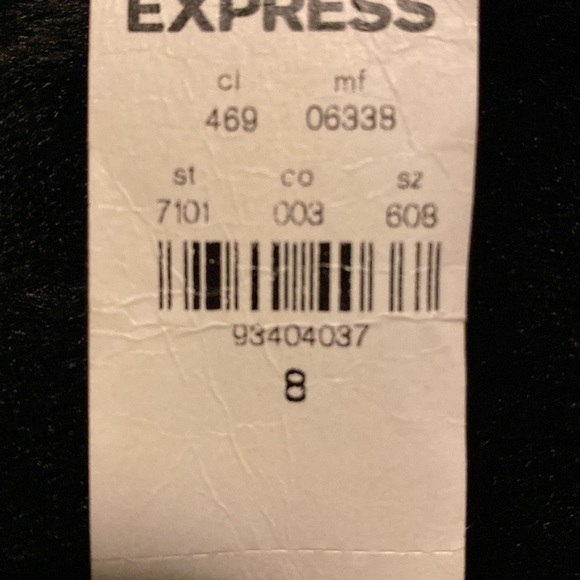 EXPRESS
cl mf
469 06338
st co sz
7101 003 608
93404037
8